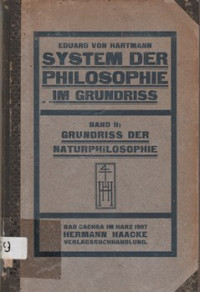 EDUARD VON HARTMANN
SYSTEM DER
PHILOSOPHIE
IM GRUNDRISS
BAND II:
GRUNDRISS DER
NATURPHILOSOPHIE
HH
BAD SACHSA IM HARZ 1907
HERMANN HAACKE
VERLAGSBUCHHANDLUNG.
9